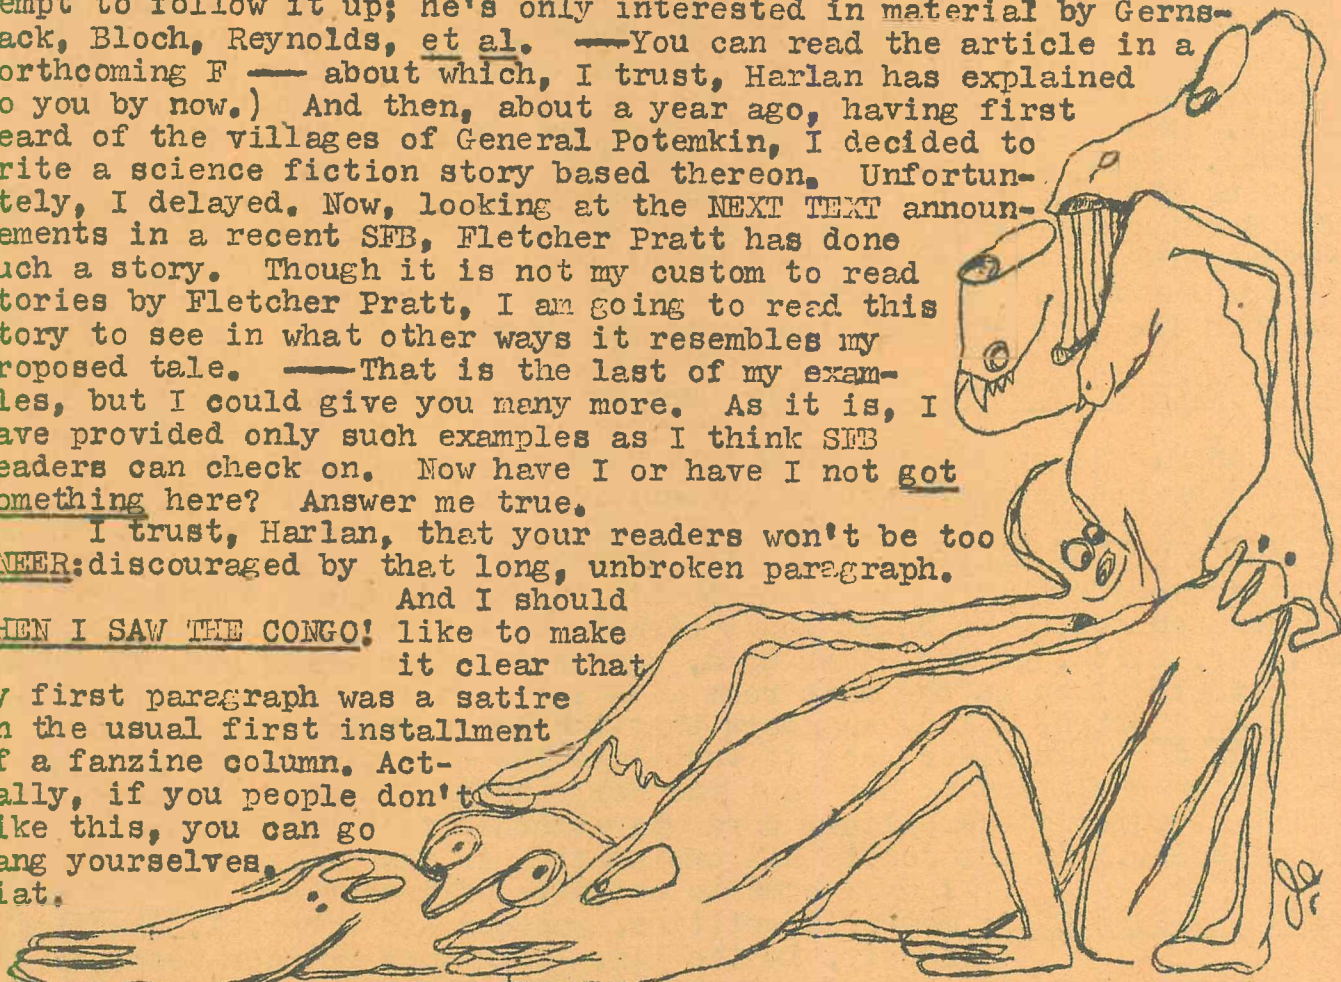 empt to follow it up; he's only interested in material by Gerns-
ack, Bloch, Reynolds, et al. —You can read the article in a
orthcoming F — about which, I trust, Harlan has explained
o you by now.) And then, about a year ago, having first
eard of the villages of General Potemkin, I decided to
rite a science fiction story based thereon. Unfortun-
tely, I delayed. Now, looking at the NEXT TEXT announ-
ements in a recent SFB, Fletcher Pratt has done
uch a story. Though it is not my custom to read
tories by Fletcher Pratt, I am going to read this
tory to see in what other ways it resembles my
roposed tale. —That is the last of my exam-
les, but I could give you many more. As it is, I
ave provided only such examples as I think SFB
eaders can check on. Now have I or have I not got
omething here? Answer me true.
I trust, Harlan, that your readers won't be too
NEER:discouraged by that long, unbroken paragraph.
And I should
HEN I SAW THE CONGO! like to make
it clear that
y first paragraph was a satire
n the usual first installment
f a fanzine column. Act-
ally, if you people don't
ike this, you can go
ang yourselves.
iat.